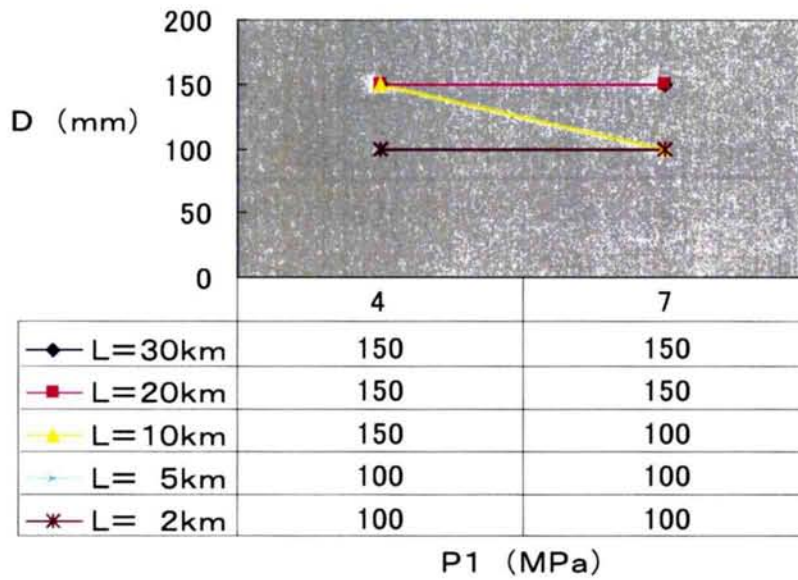 200
150
D (mm)
100
50
0
4 7
L=30km 150 150
L=20km 150 150
L=10km 150 100
L= 5km 100 100
L= 2km 100 100
P1 (MPa)